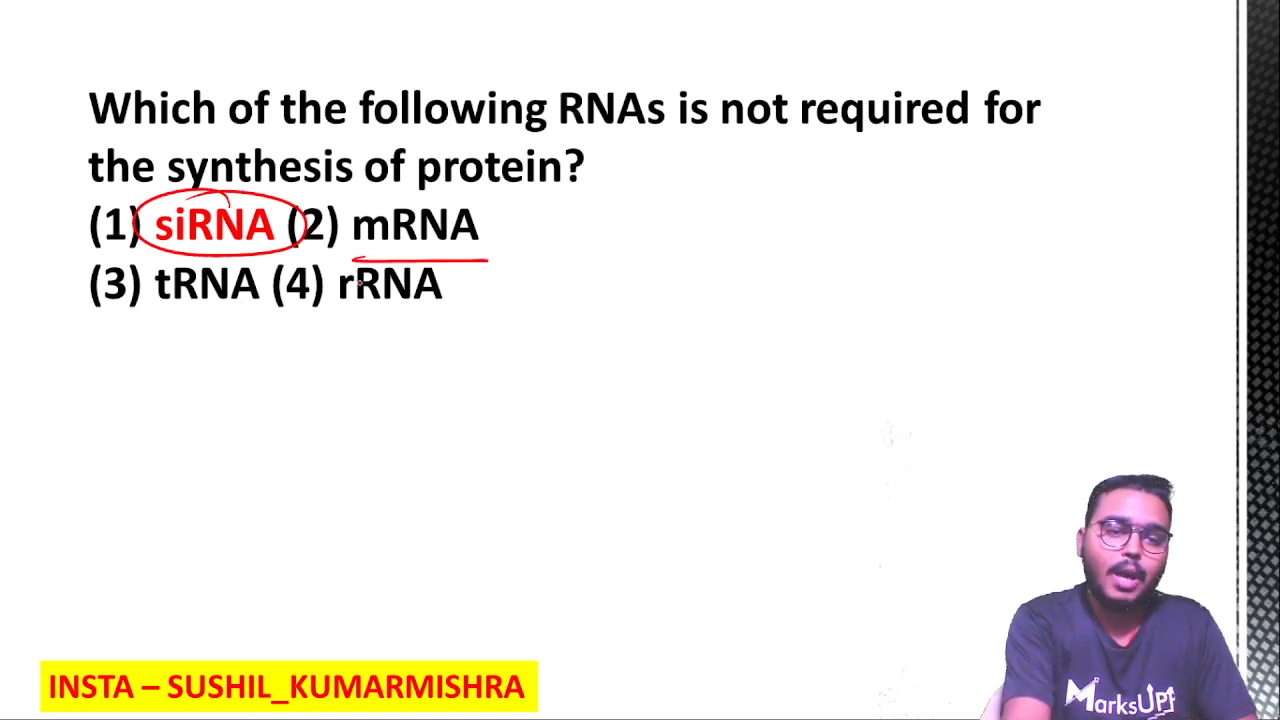 Which of the following RNAs is not required for
the synthesis of protein?
(1) siRNA (2) mRNA
(3) tRNA (4) rRNA
INSTA – SUSHIL_KUMARMISHRA
MarksUp